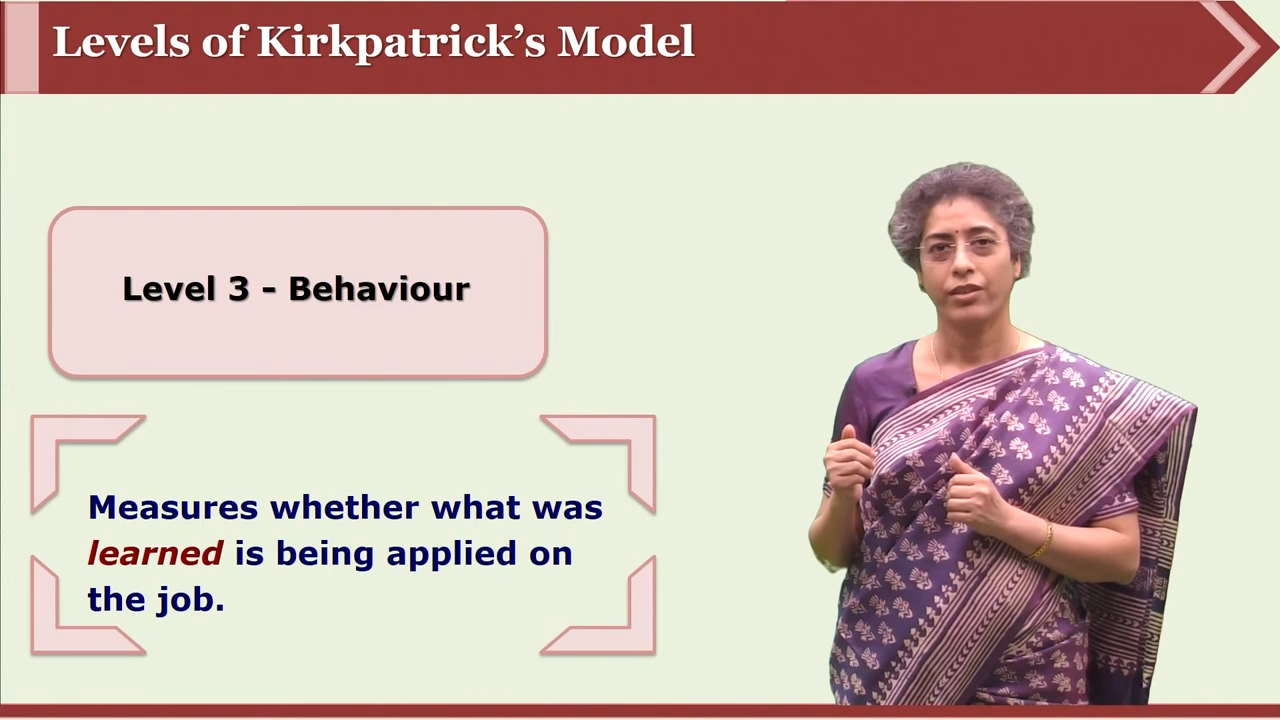 Levels of Kirkpatrick’s Model
Level 3 - Behaviour
Measures whether what was
learned is being applied on
the job.